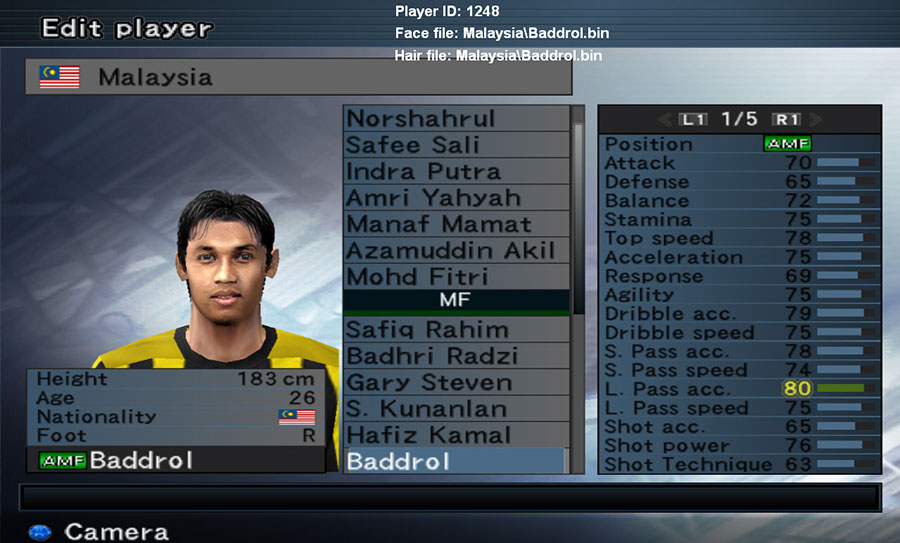 Player ID: 1248
Edit player
Face file: Malaysia\Baddrol.bin
Hair file: Malaysia\Baddrol.bin
Malaysia
Norshahrul
Safee Sali
Indra Putra
Amri Yahyah
Manaf Mamat
Azamuddin Akil
Mohd Fitri
MF
Safiq Rahim
Badhri Radzi
Gary Steven
S. Kunanlan
Hafiz Kamal
Baddrol
L1 1/5 R1
Position AMF
Attack 70
Defense 65
Balance 72
Stamina 75
Top speed 78
Acceleration 75
Response 69
Agility 75
Dribble acc. 79
Dribble speed 75
S. Pass acc. 78
S. Pass speed 74
L. Pass acc. 80
L. Pass speed 75
Shot acc. 65
Shot power 76
Shot Technique 63
Height 183 cm
Age 26
Nationality
Foot R
AMF Baddrol
Camera